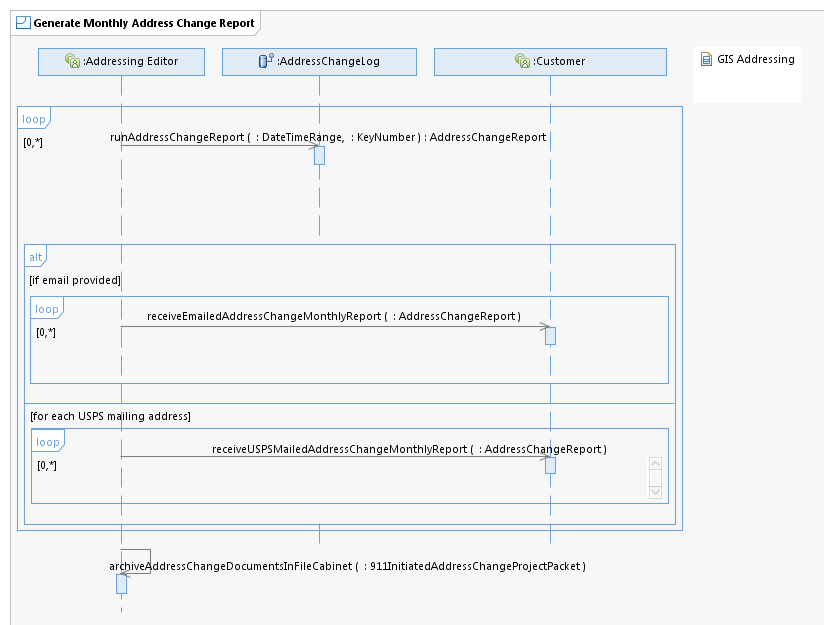 Generate Monthly Address Change Report
:Addressing Editor
:AddressChangeLog
:Customer
GIS Addressing
loop
[0,*]
runAddressChangeReport ( : DateTimeRange, : KeyNumber ) : AddressChangeReport
alt
[if email provided]
loop
[0,*]
receiveEmailedAddressChangeMonthlyReport ( : AddressChangeReport )
[for each USPS mailing address]
loop
[0,*]
receiveUSPSMailedAddressChangeMonthlyReport ( : AddressChangeReport )
archiveAddressChangeDocumentsInFileCabinet ( : 911InitiatedAddressChangeProjectPacket )